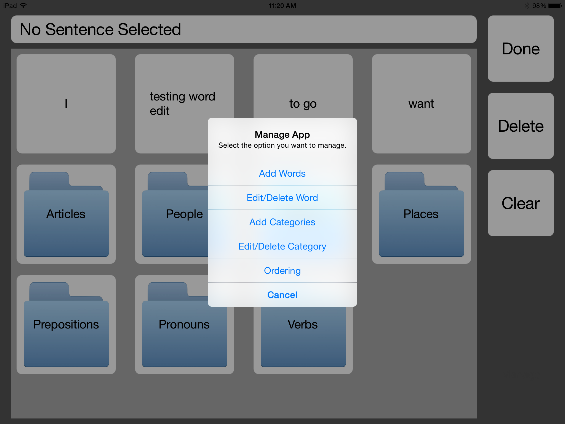 iPad
11:20 AM
98%
No Sentence Selected
Done
I
testing word
edit
to go
want
Delete
Manage App
Select the option you want to manage.
Add Words
Edit/Delete Word
Add Categories
Edit/Delete Category
Ordering
Cancel
Articles
People
Places
Clear
Prepositions
Pronouns
Verbs